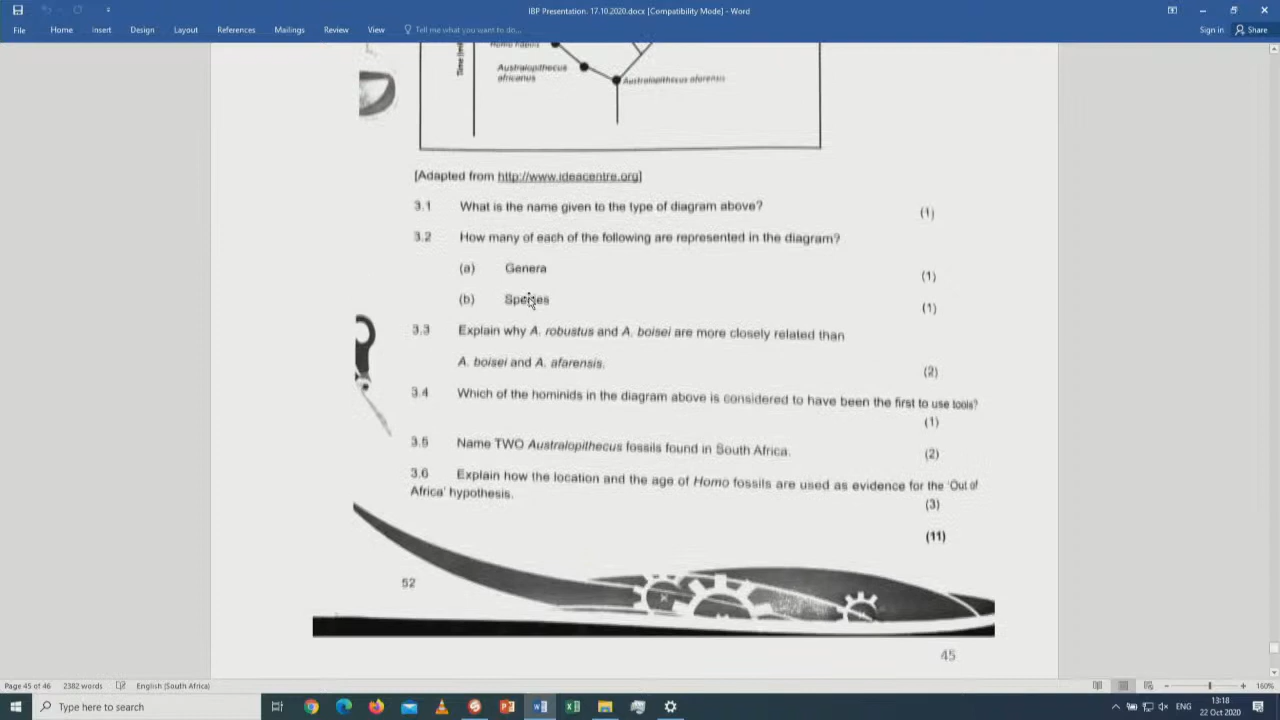 IBP Presentation. 17.10.2020.docx [Compatibility Mode] - Word
File Home Insert Design Layout References Mailings Review View Tell me what you want to do... Sign in Share
Homo habilis
Time (mil
Australopithecus
africanus
Australopithecus afarensis
[Adapted from http://www.ideacentre.org]
3.1 What is the name given to the type of diagram above? (1)
3.2 How many of each of the following are represented in the diagram?
(a) Genera (1)
(b) Species (1)
3.3 Explain why A. robustus and A. boisei are more closely related than
A. boisei and A. afarensis. (2)
3.4 Which of the hominids in the diagram above is considered to have been the first to use tools?
(1)
3.5 Name TWO Australopithecus fossils found in South Africa. (2)
3.6 Explain how the location and the age of Homo fossils are used as evidence for the 'Out of
Africa' hypothesis. (3)
(11)
52
45
Page 45 of 46 2382 words English (South Africa) 160%
Type here to search
ENG
13:18
22 Oct 2020